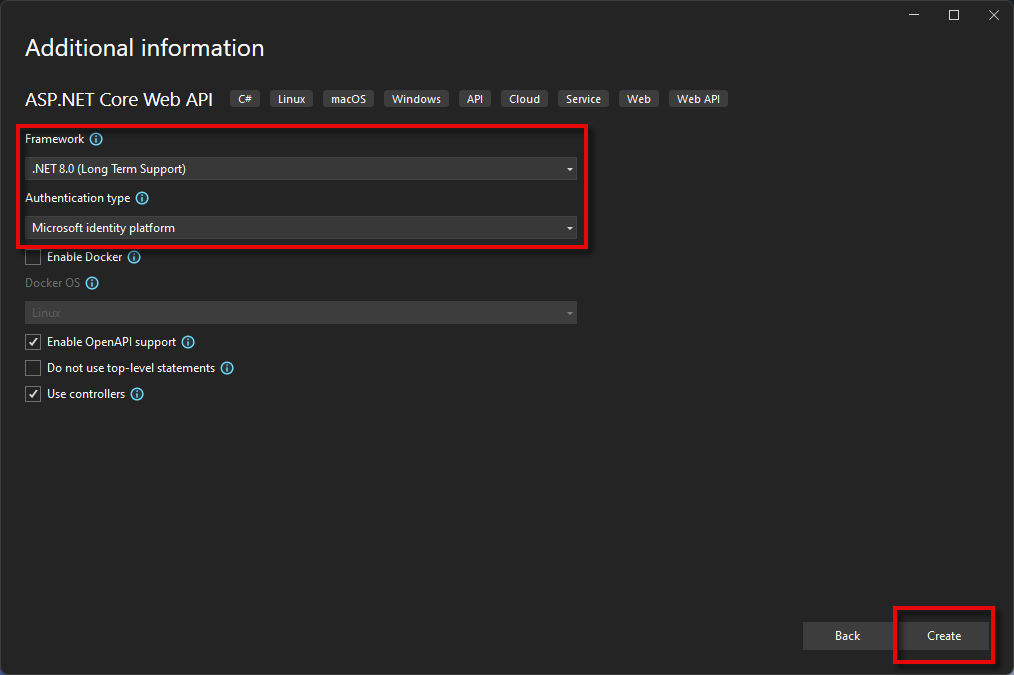 Additional information
ASP.NET Core Web API C# Linux macOS Windows API Cloud Service Web Web API
Framework
.NET 8.0 (Long Term Support)
Authentication type
Microsoft identity platform
Enable Docker
Docker OS
Linux
Enable OpenAPI support
Do not use top-level statements
Use controllers
Back Create